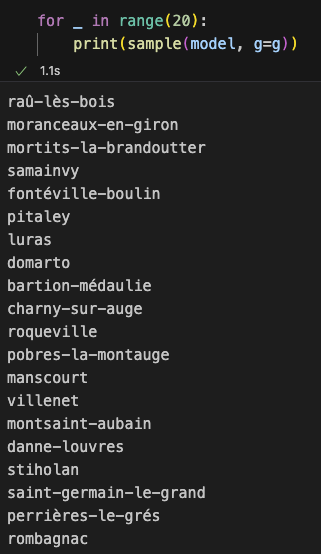 for _ in range(20):
print(sample(model, g=g))
1.1s
raû-lès-bois
moranceaux-en-giron
mortits-la-brandoutter
samainvy
fontéville-boulin
pitaley
luras
domarto
bartion-médaulie
charny-sur-auge
roqueville
pobres-la-montauge
manscourt
villenet
montsaint-aubain
danne-louvres
stiholan
saint-germain-le-grand
perrières-le-grés
rombagnac